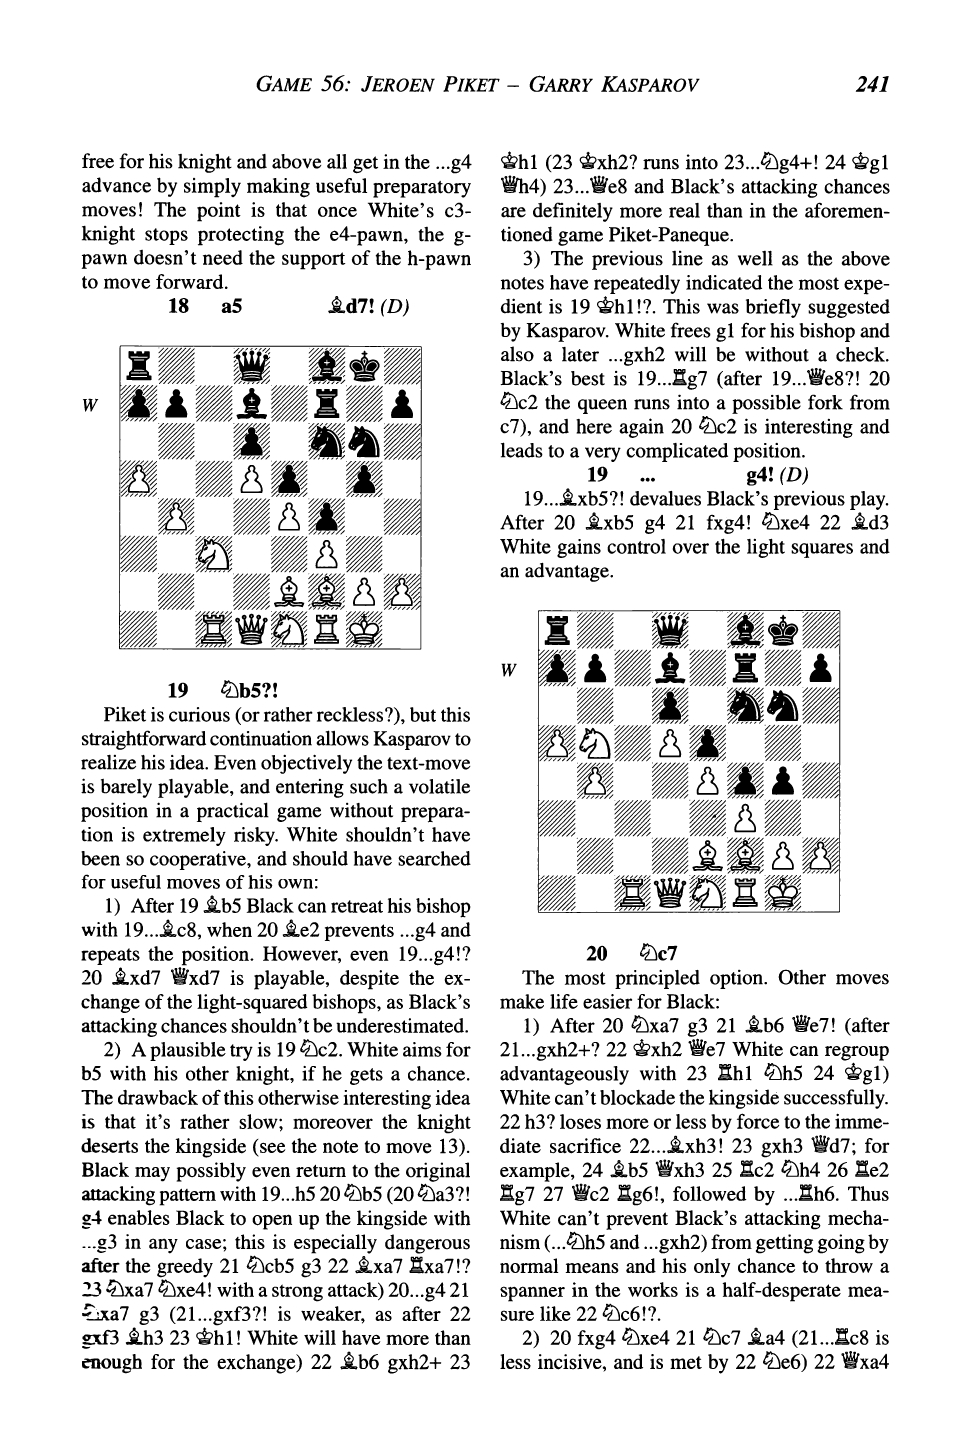 GAME 56: JEROEN PIKET – GARRY KASPAROV 241
free for his knight and above all get in the ...g4
advance by simply making useful preparatory
moves! The point is that once White's c3-
knight stops protecting the e4-pawn, the g-
pawn doesn't need the support of the h-pawn
to move forward.
18 a5 ♗d7! (D)
W
19 ♘b5?!
Piket is curious (or rather reckless?), but this
straightforward continuation allows Kasparov to
realize his idea. Even objectively the text-move
is barely playable, and entering such a volatile
position in a practical game without prepara-
tion is extremely risky. White shouldn't have
been so cooperative, and should have searched
for useful moves of his own:
1) After 19 ♗b5 Black can retreat his bishop
with 19...♗c8, when 20 ♗e2 prevents ...g4 and
repeats the position. However, even 19...g4!?
20 ♗xd7 ♕xd7 is playable, despite the ex-
change of the light-squared bishops, as Black's
attacking chances shouldn't be underestimated.
2) A plausible try is 19 ♘c2. White aims for
b5 with his other knight, if he gets a chance.
The drawback of this otherwise interesting idea
is that it's rather slow; moreover the knight
deserts the kingside (see the note to move 13).
Black may possibly even return to the original
attacking pattern with 19...h5 20 ♘b5 (20 ♘a3?!
g4 enables Black to open up the kingside with
...g3 in any case; this is especially dangerous
after the greedy 21 ♘cb5 g3 22 ♗xa7 ♖xa7!?
23 ♘xa7 ♘xe4! with a strong attack) 20...g4 21
♘xa7 g3 (21...gxf3?! is weaker, as after 22
gxf3 ♗h3 23 ♔h1! White will have more than
enough for the exchange) 22 ♗b6 gxh2+ 23
♔h1 (23 ♔xh2? runs into 23...♘g4+! 24 ♔g1
♕h4) 23...♕e8 and Black's attacking chances
are definitely more real than in the aforemen-
tioned game Piket-Paneque.
3) The previous line as well as the above
notes have repeatedly indicated the most expe-
dient is 19 ♔h1!?. This was briefly suggested
by Kasparov. White frees g1 for his bishop and
also a later ...gxh2 will be without a check.
Black's best is 19...♖g7 (after 19...♕e8?! 20
♘c2 the queen runs into a possible fork from
c7), and here again 20 ♘c2 is interesting and
leads to a very complicated position.
19 ... g4! (D)
19...♗xb5?! devalues Black's previous play.
After 20 ♗xb5 g4 21 fxg4! ♘xe4 22 ♗d3
White gains control over the light squares and
an advantage.
W
20 ♘c7
The most principled option. Other moves
make life easier for Black:
1) After 20 ♘xa7 g3 21 ♗b6 ♕e7! (after
21...gxh2+? 22 ♔xh2 ♕e7 White can regroup
advantageously with 23 ♖h1 ♘h5 24 ♔g1)
White can't blockade the kingside successfully.
22 h3? loses more or less by force to the imme-
diate sacrifice 22...♗xh3! 23 gxh3 ♕d7; for
example, 24 ♗b5 ♕xh3 25 ♖c2 ♘h4 26 ♖e2
♖g7 27 ♕c2 ♖g6!, followed by ...♖h6. Thus
White can't prevent Black's attacking mecha-
nism (...♘h5 and ...gxh2) from getting going by
normal means and his only chance to throw a
spanner in the works is a half-desperate mea-
sure like 22 ♘c6!?.
2) 20 fxg4 ♘xe4 21 ♘c7 ♗a4 (21...♖c8 is
less incisive, and is met by 22 ♘e6) 22 ♕xa4